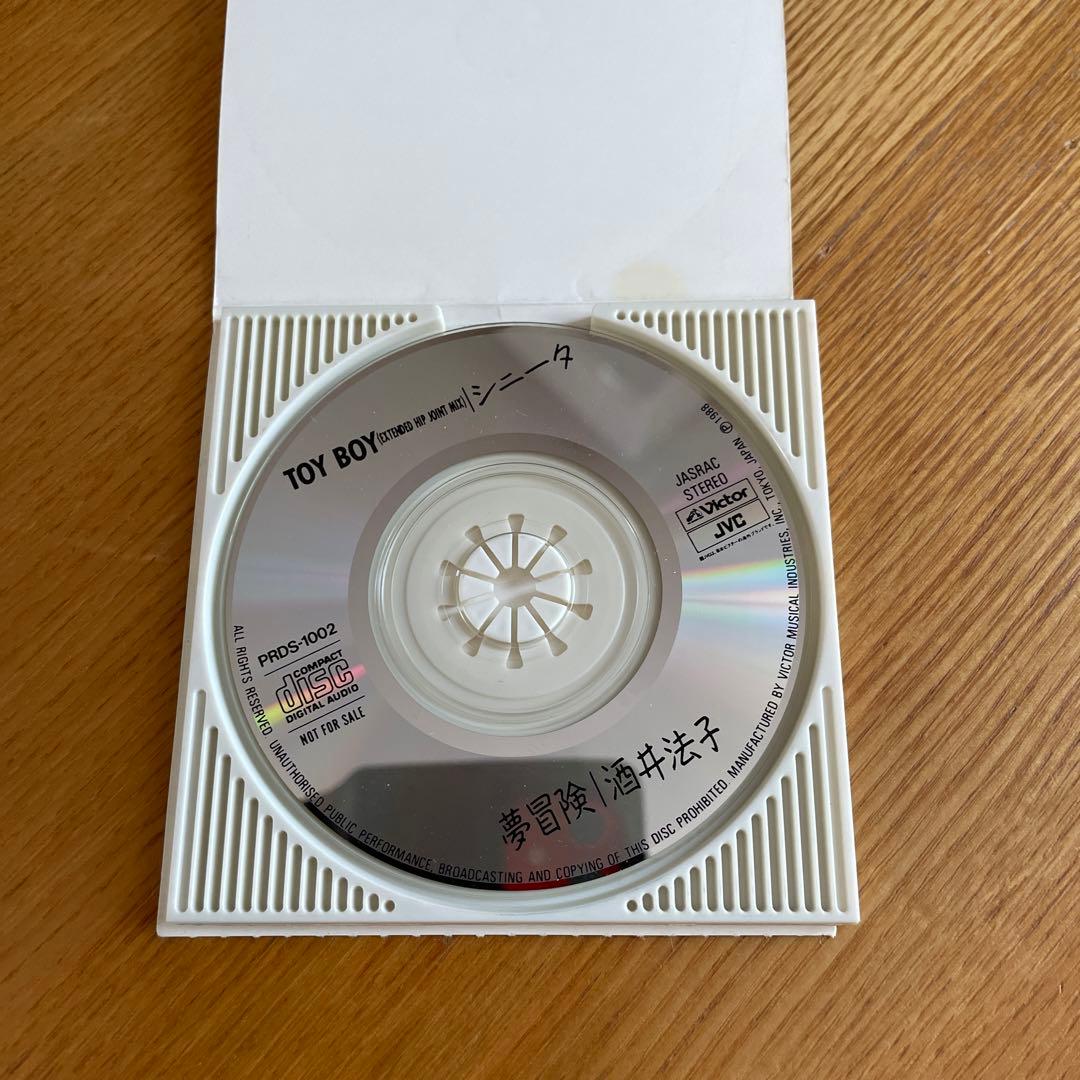 TOY BOY(EXTENDED HIP JOINT MIX)/シニータ
℗1988
JASRAC
STEREO
Victor
JVC
PRDS-1002
COMPACT
disc
DIGITAL AUDIO
NOT FOR SALE
夢冒険/酒井法子
ALL RIGHTS RESERVED. UNAUTHORISED PUBLIC PERFORMANCE, BROADCASTING AND COPYING OF THIS DISC PROHIBITED. MANUFACTURED BY VICTOR MUSICAL INDUSTRIES, INC., TOKYO, JAPAN